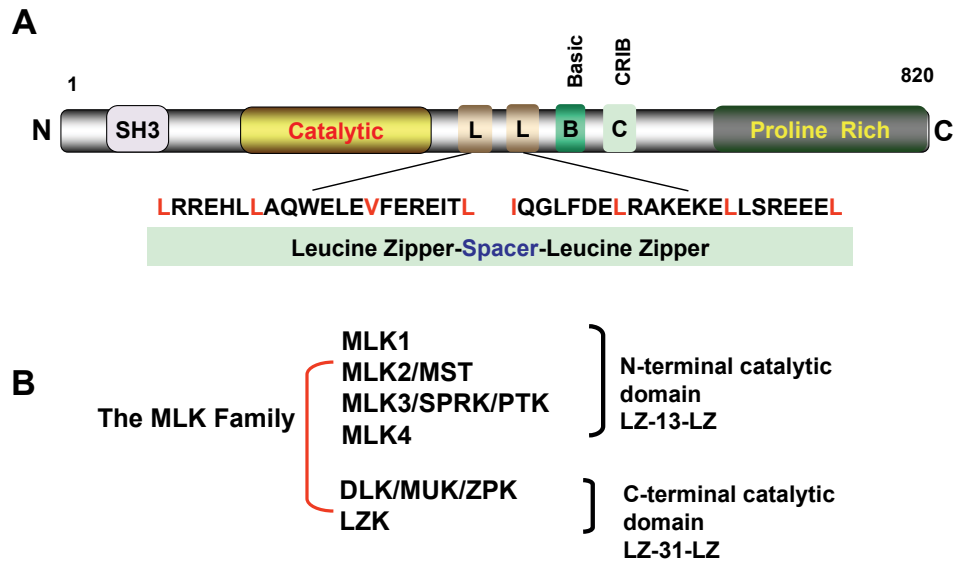 A
Basic
CRIB
1
820
N
SH3
Catalytic
L
L
B
C
Proline Rich
C
LRREHLLAQWELEVFEREITL
IQGLFDELRAKEKELLSREEEL
Leucine Zipper-Spacer-Leucine Zipper
B
The MLK Family
MLK1
MLK2/MST
MLK3/SPRK/PTK
MLK4
N-terminal catalytic
domain
LZ-13-LZ
DLK/MUK/ZPK
LZK
C-terminal catalytic
domain
LZ-31-LZ